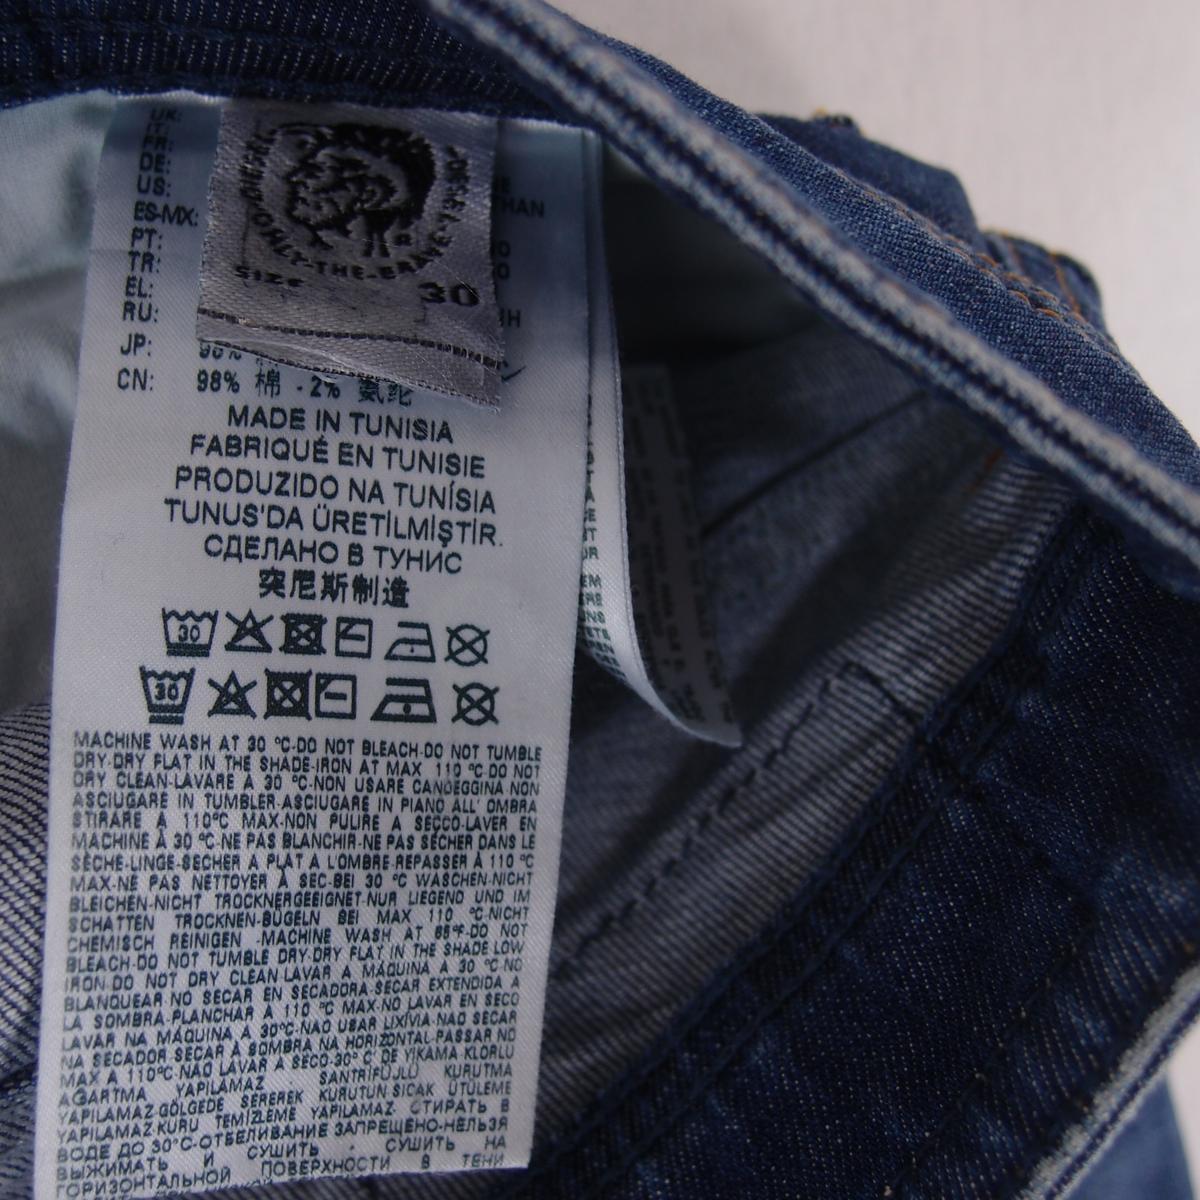 UK:
IT:
FR:
DE:
US:
ES-MX:
PT:
TR:
EL:
RU:
JP: 98%
CN: 98% 棉 -2% 氨纶
DIESEL ONLY-THE-BRAVE
SIZE 30
MADE IN TUNISIA
FABRIQUÉ EN TUNISIE
PRODUZIDO NA TUNÍSIA
TUNUS'DA ÜRETİLMİŞTİR.
СДЕЛАНО В ТУНИС
突尼斯制造
30
30
MACHINE WASH AT 30 °C-DO NOT BLEACH-DO NOT TUMBLE
DRY-DRY FLAT IN THE SHADE-IRON AT MAX 110 °C-DO NOT
DRY CLEAN-LAVARE A 30 °C-NON USARE CANDEGGINA NON
ASCIUGARE IN TUMBLER-ASCIUGARE IN PIANO ALL' OMBRA
STIRARE A 110°C MAX-NON PULIRE A SECCO-LAVER EN
MACHINE À 30 °C-NE PAS BLANCHIR-NE PAS SÉCHER DANS LE
SÈCHE-LINGE-SÉCHER A PLAT A L'OMBRE-REPASSER À 110 °C
MAX-NE PAS NETTOYER À SEC-BEI 30 °C WASCHEN-NICHT
BLEICHEN-NICHT TROCKNERGEEIGNET-NUR LIEGEND UND IM
SCHATTEN TROCKNEN-BÜGELN BEI MAX 110 °C-NICHT
CHEMISCH REINIGEN -MACHINE WASH AT 85°F-DO NOT
BLEACH-DO NOT TUMBLE DRY-DRY FLAT IN THE SHADE LOW
IRON-DO NOT DRY CLEAN-LAVAR A MÁQUINA A 30 °C-NO
BLANQUEAR-NO SECAR EN SECADORA-SECAR EXTENDIDA A
LA SOMBRA-PLANCHAR A 110 °C MAX-NO LAVAR EN SECO
LAVAR NA MÁQUINA A 30°C-NAO USAR LIXÍVIA-NAO SECAR
NA SECADOR SECAR À SOMBRA NA HORIZONTAL-PASSAR NO
MAX A 110°C-NÃO LAVAR A SECO-30° C' DE YIKAMA-KLORLU
AĞARTMA YAPILAMAZ SANTRİFÜJLÜ KURUTMA
YAPILAMAZ-GÖLGEDE SEREREK KURUTUN-SICAK ÜTÜLEME
YAPILAMAZ-KURU TEMİZLEME YAPILAMAZ СТИРАТЬ В
ВОДЕ ДО 30°C-ОТБЕЛИВАНИЕ ЗАПРЕЩЕНО-НЕЛЬЗЯ
ВЫЖИМАТЬ И СУШИТЬ - СУШИТЬ НА
ГОРИЗОНТАЛЬНОЙ ПОВЕРХНОСТИ В ТЕНИ